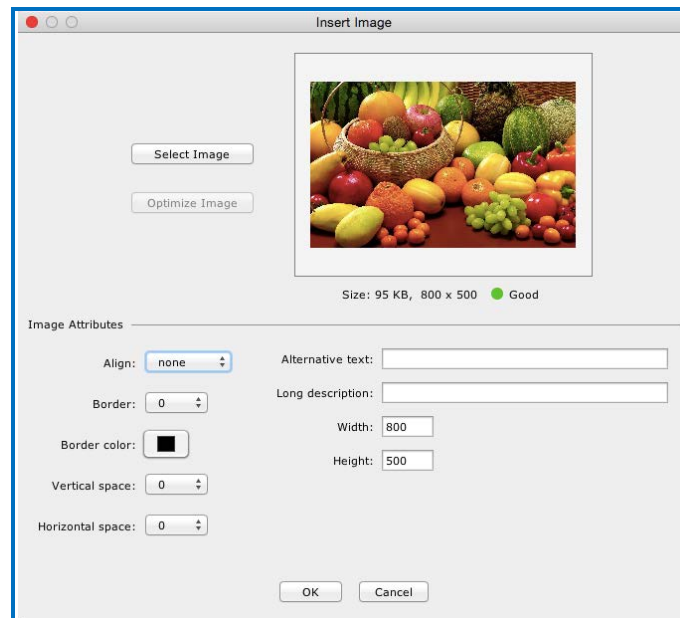 Insert Image
Select Image
Optimize Image
Size: 95 KB, 800 x 500 Good
Image Attributes
Align: none
Border: 0
Border color:
Vertical space: 0
Horizontal space: 0
Alternative text:
Long description:
Width: 800
Height: 500
OK Cancel